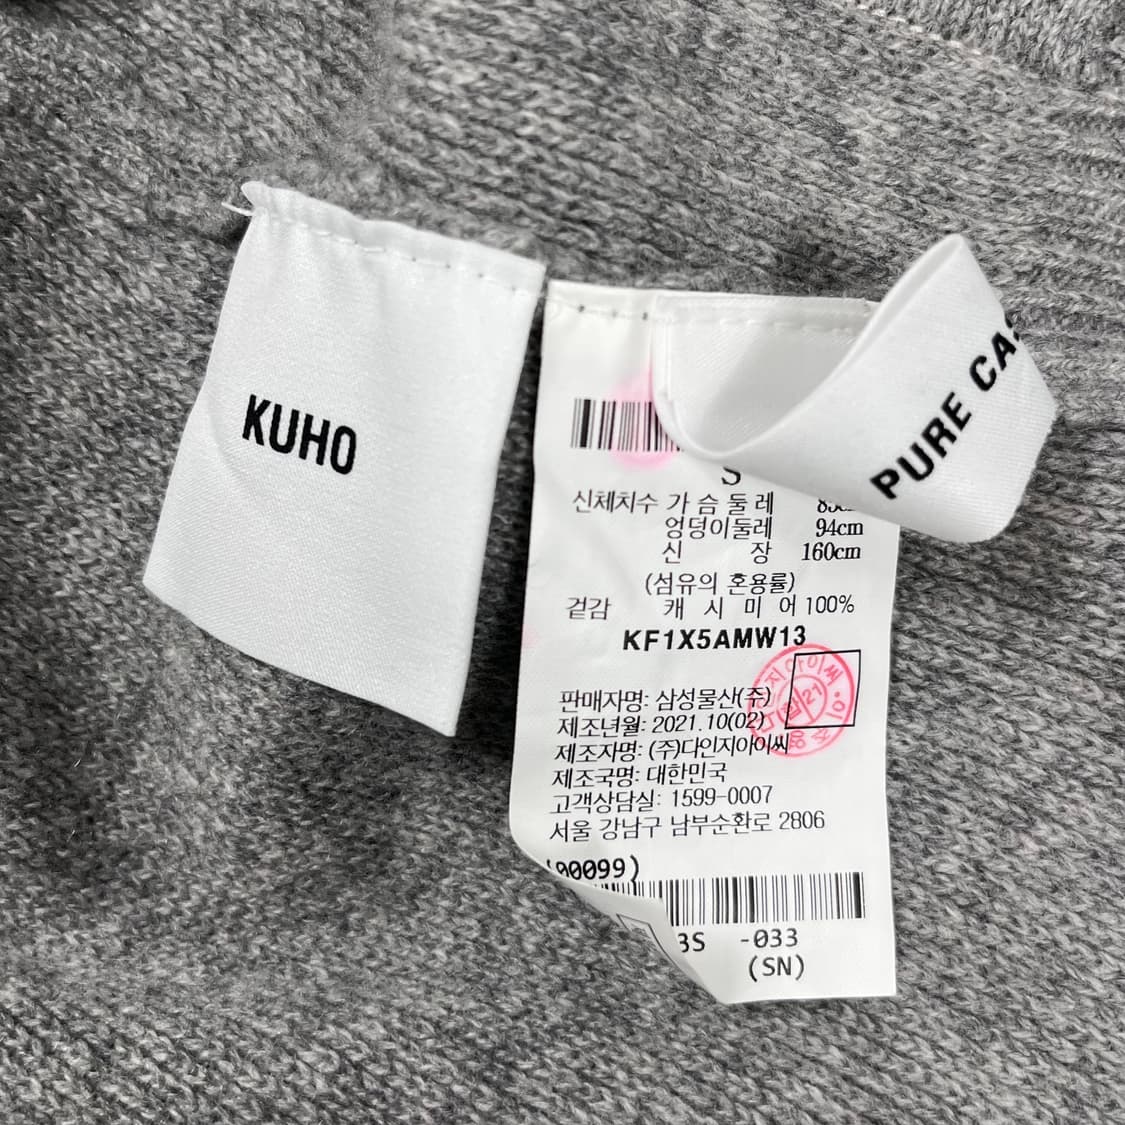 KUHO
PURE
S
신체치수 가 슴 둘 레
엉덩이둘레 94cm
신 장 160cm
(섬유의 혼용률)
겉감 캐 시 미 어 100%
KF1X5AMW13
판매자명: 삼성물산(주)
제조년월: 2021.10(02)
제조자명: (주)다인지아이씨
제조국명: 대한민국
고객상담실: 1599-0007
서울 강남구 남부순환로 2806
(00099)
3S -033
(SN)